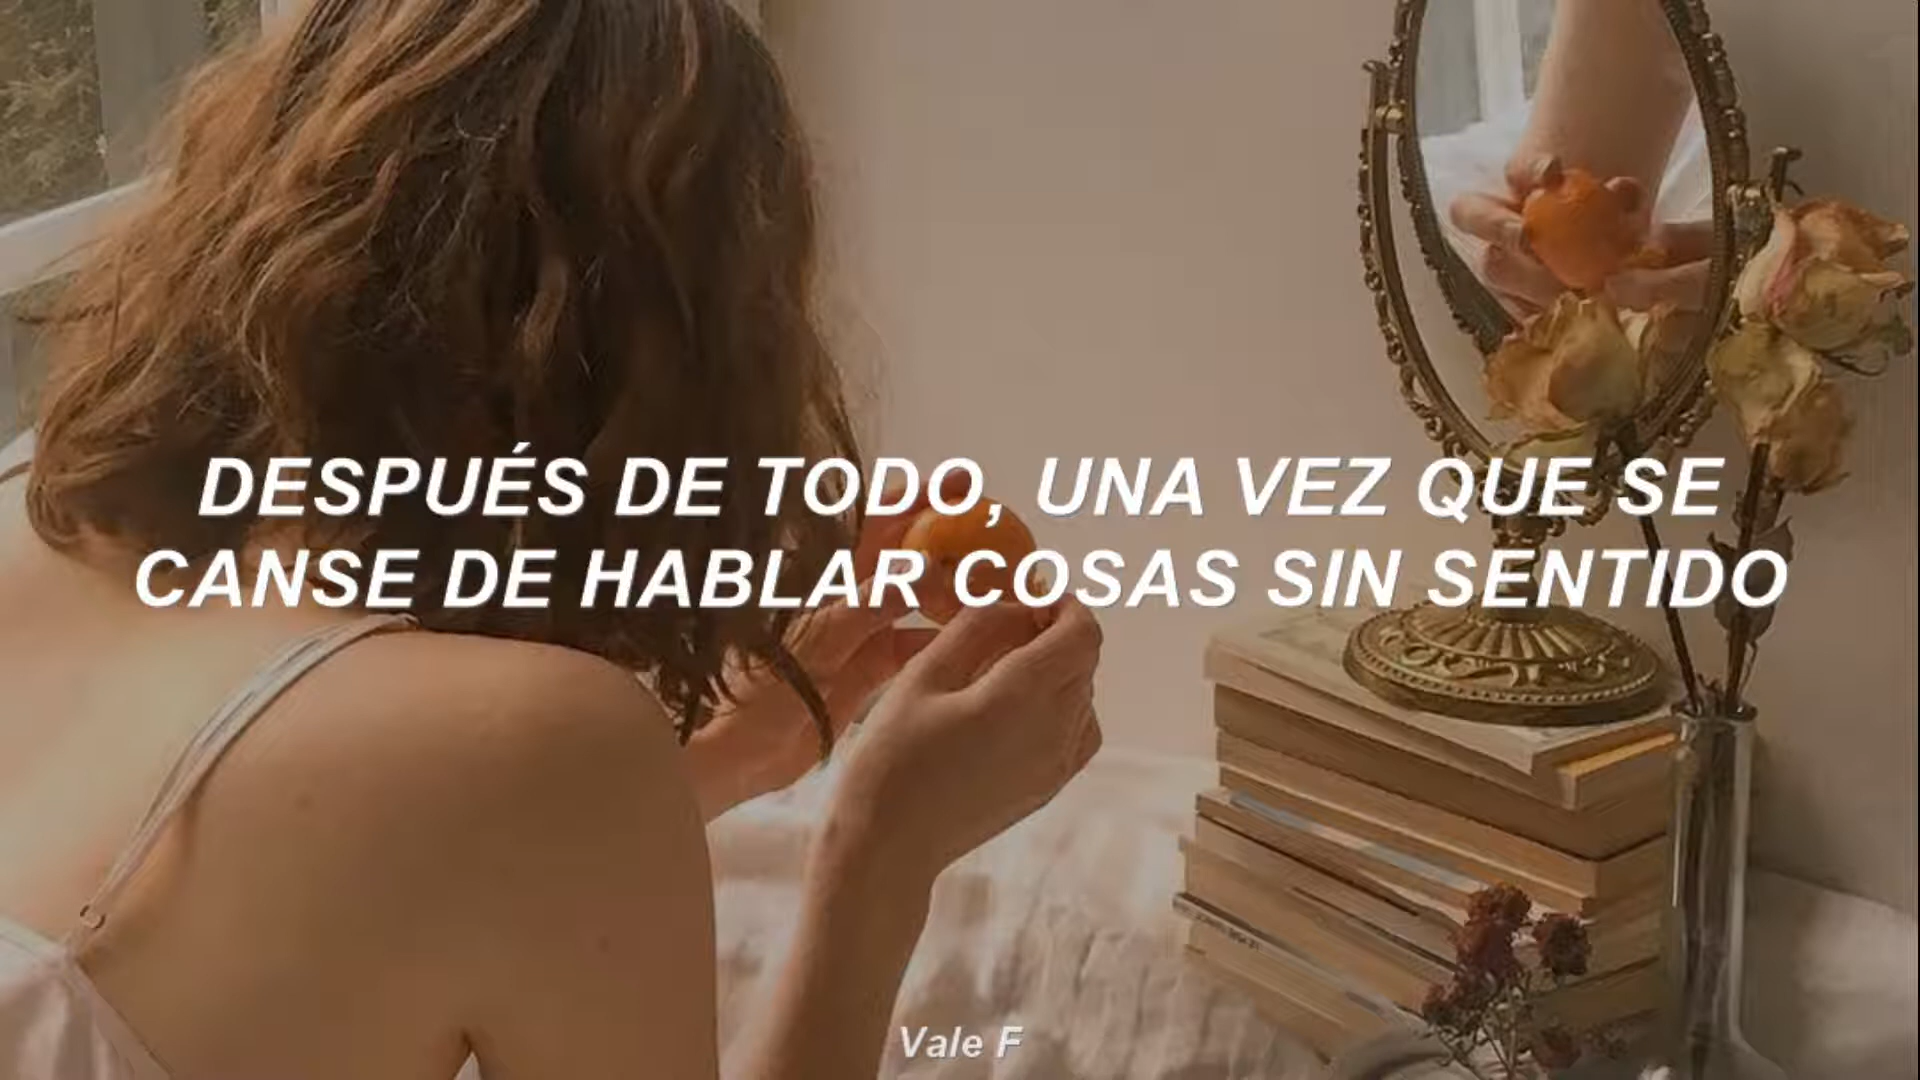 DESPUÉS DE TODO, UNA VEZ QUE SE
CANSE DE HABLAR COSAS SIN SENTIDO
Vale F